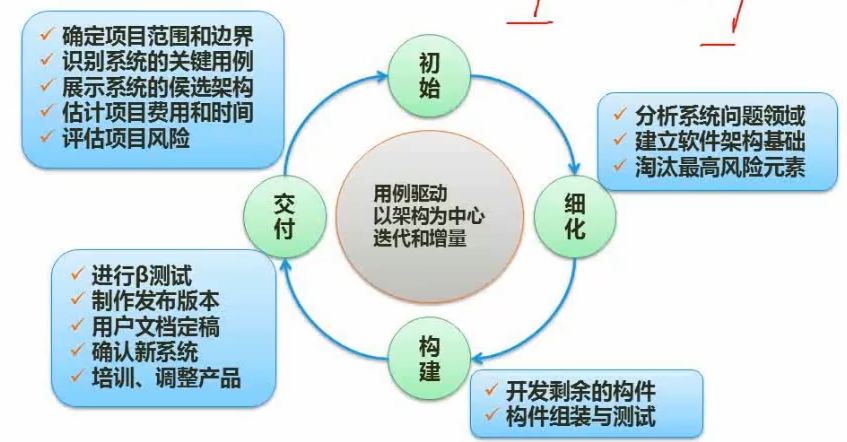 确定项目范围和边界
识别系统的关键用例
展示系统的侯选架构
估计项目费用和时间
评估项目风险
初
始
分析系统问题领域
建立软件架构基础
淘汰最高风险元素
用例驱动
以架构为中心
迭代和增量
交
付
细
化
进行β测试
制作发布版本
用户文档定稿
确认新系统
培训、调整产品
构
建
开发剩余的构件
构件组装与测试